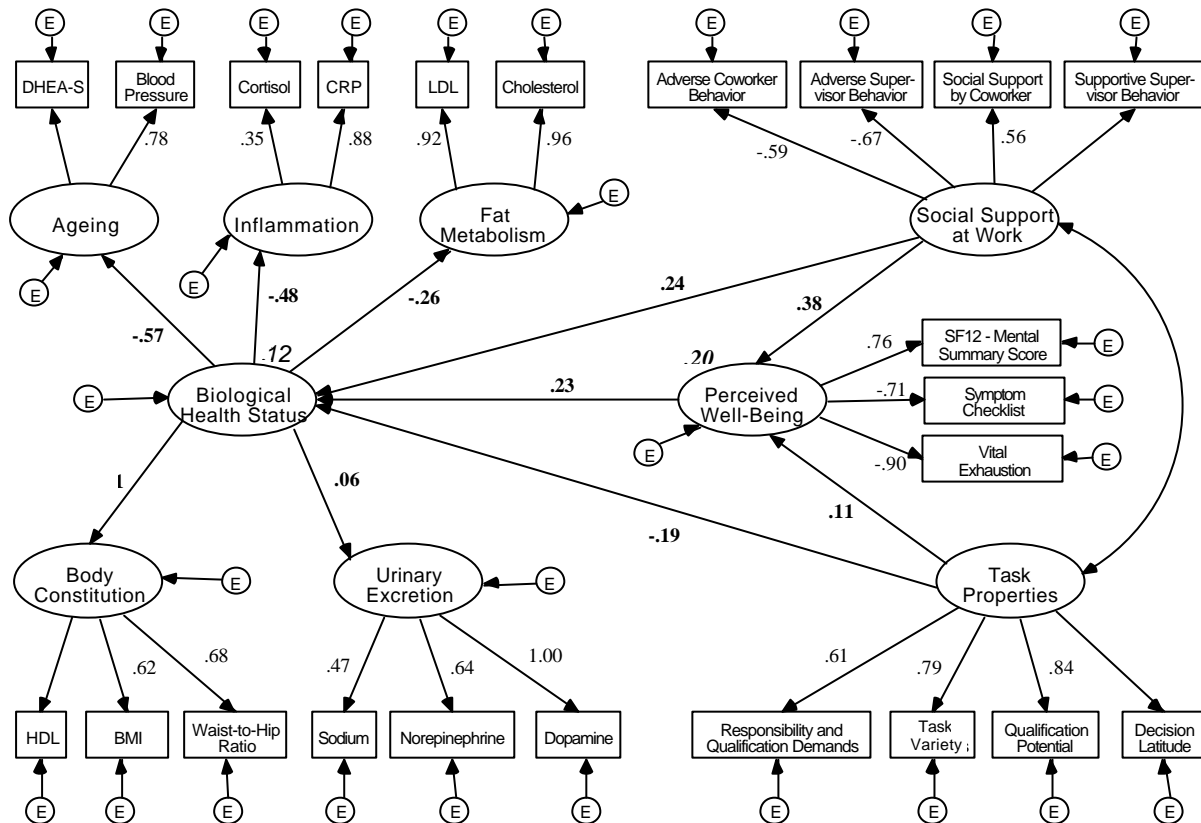 E
E
E
E
E
E
E
E
E
E
DHEA-S
Blood
Pressure
Cortisol
CRP
LDL
Cholesterol
Adverse Coworker
Behavior
Adverse Super-
visor Behavior
Social Support
by Coworker
Supportive Super-
visor Behavior
.78
.35
.88
.92
.96
-.59
-.67
.56
Ageing
Inflammation
Fat
Metabolism
E
Social Support
at Work
E
E
-.57
-.48
-.26
.24
.38
.12
.20
.76
SF12 - Mental
Summary Score
E
E
Biological
Health Status
.23
Perceived
Well-Being
-.71
Symptom
Checklist
E
E
-.90
Vital
Exhaustion
E
1
.06
-.19
.11
Body
Constitution
E
Urinary
Excretion
E
Task
Properties
.62
.68
.47
.64
1.00
.61
.79
.84
HDL
BMI
Waist-to-Hip
Ratio
Sodium
Norepinephrine
Dopamine
Responsibility and
Qualification Demands
Task
Variety
Qualification
Potential
Decision
Latitude
E
E
E
E
E
E
E
E
E
E